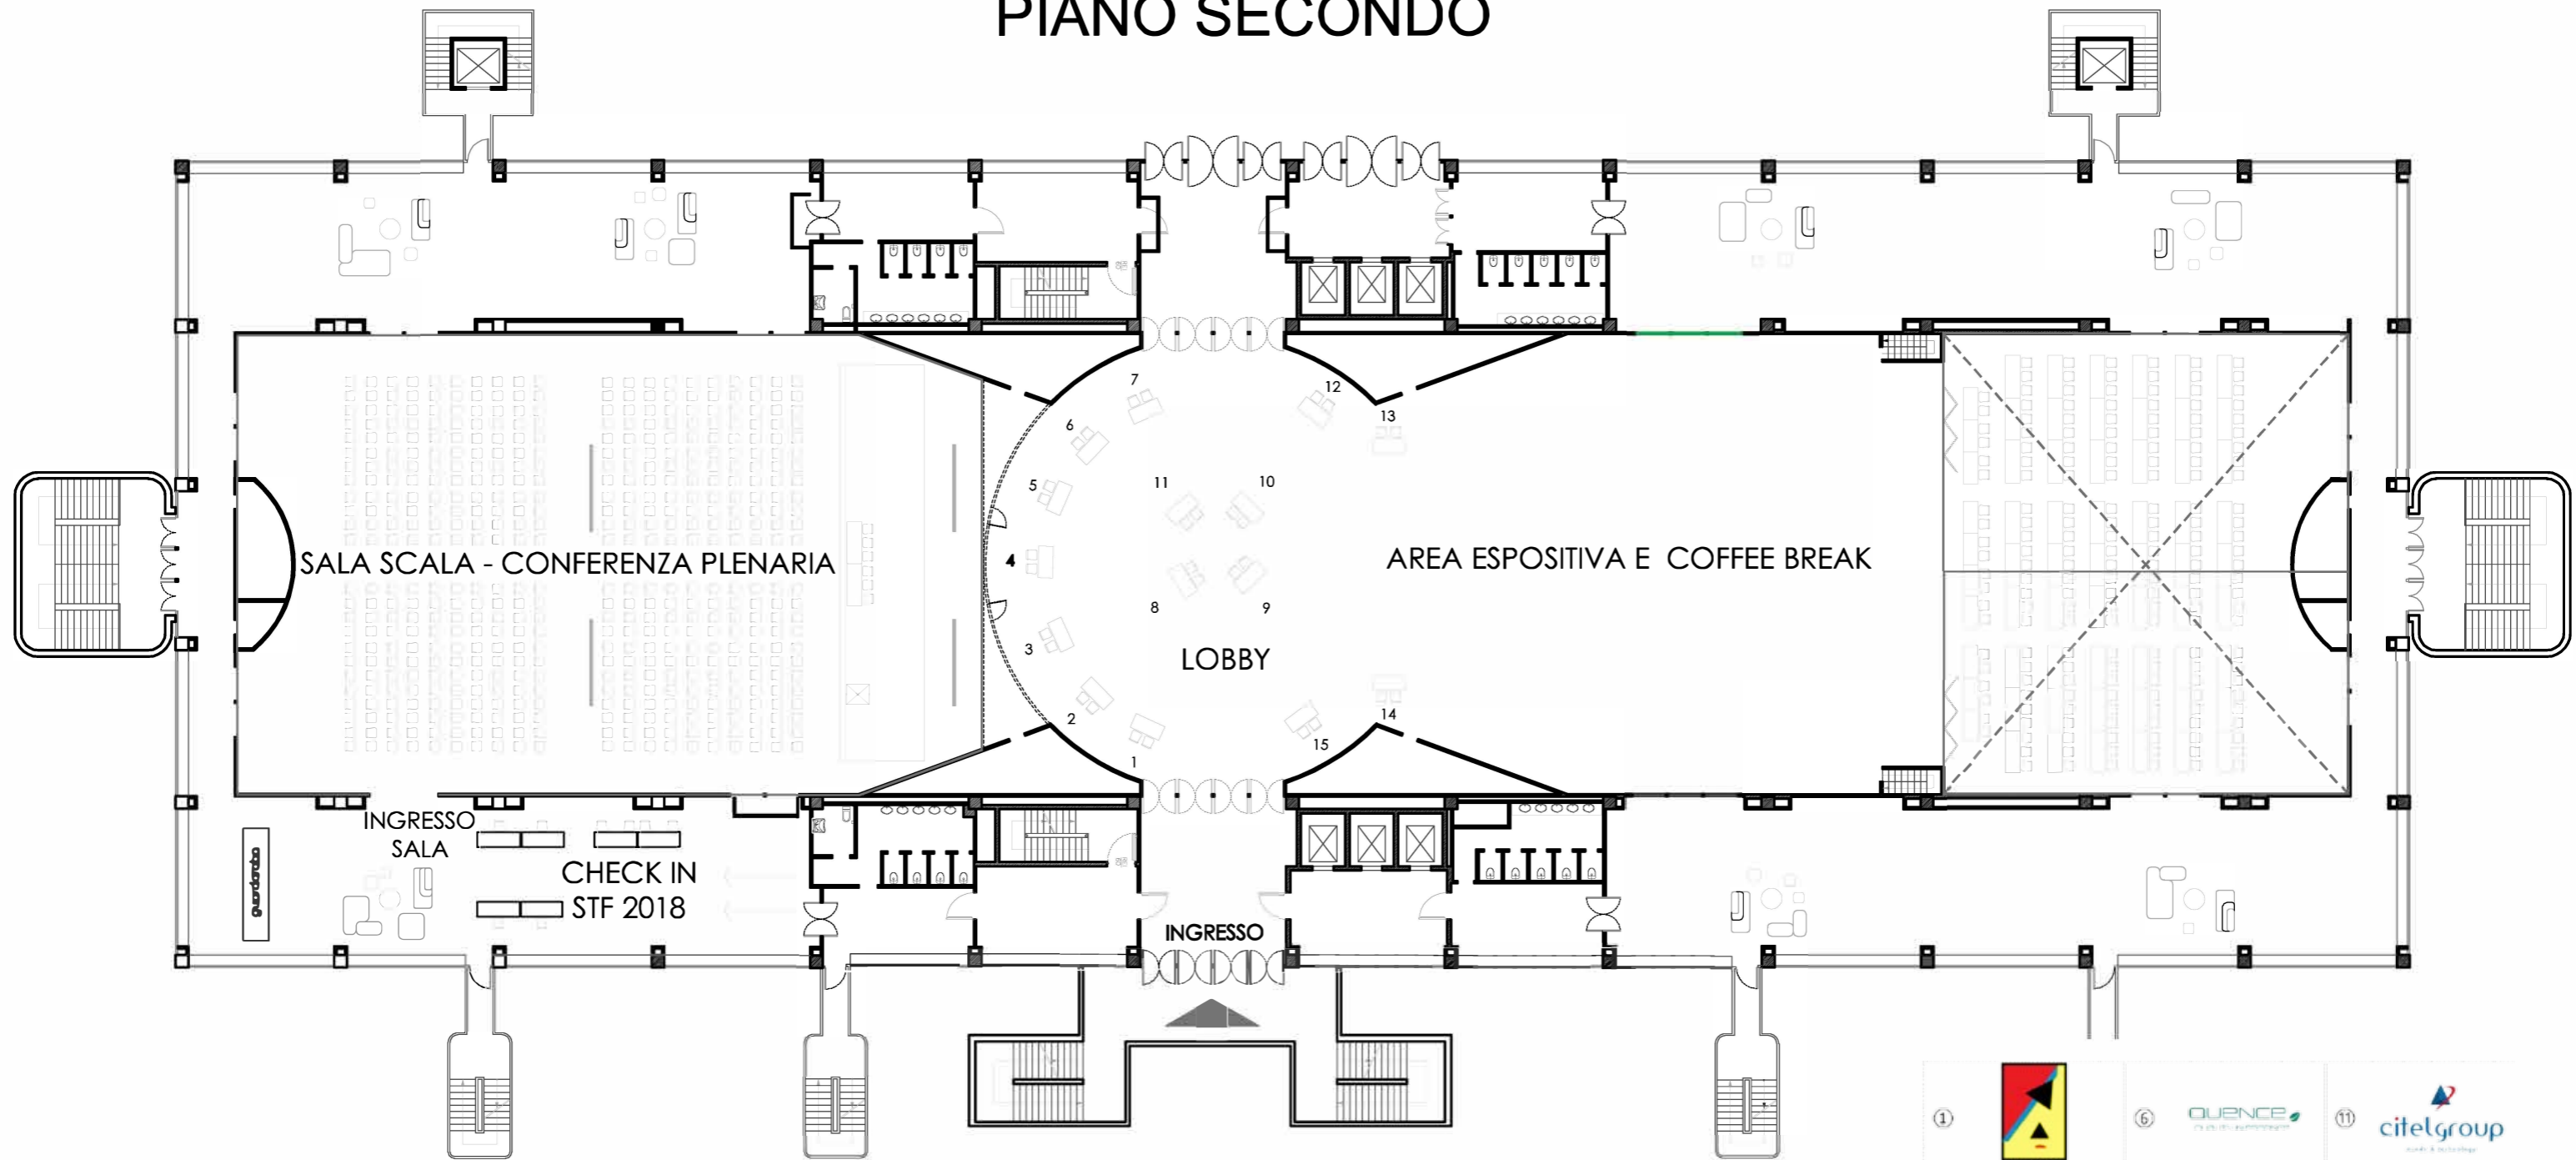 PIANO SECONDO
7
12
6
13
5
11
10
SALA SCALA - CONFERENZA PLENARIA
4
AREA ESPOSITIVA E COFFEE BREAK
8
9
3
LOBBY
2
14
15
1
INGRESSO
SALA
guardaroba
CHECK IN
STF 2018
INGRESSO
1
6
QUENCE
11
citelgroup